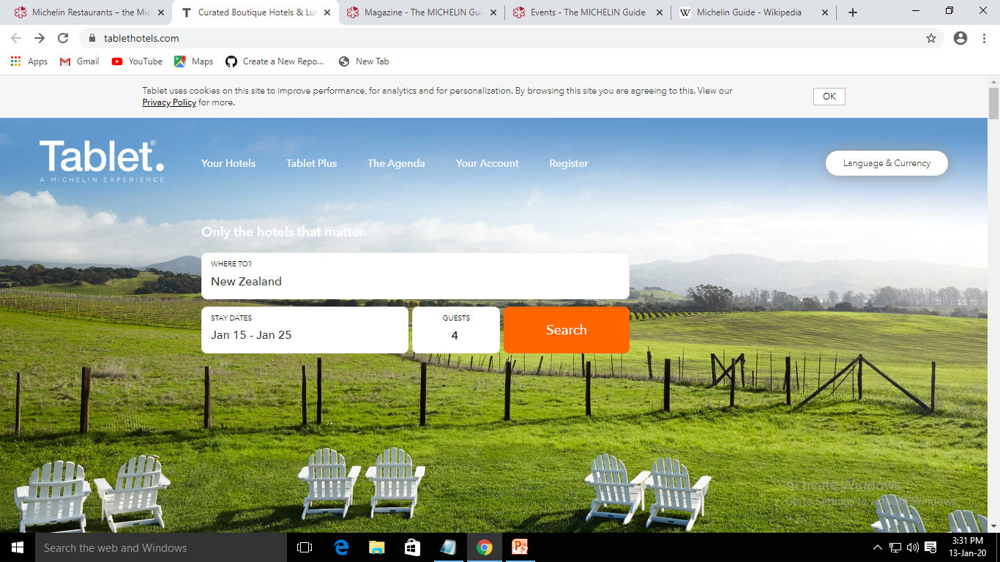 Michelin Restaurants – the Mic
Curated Boutique Hotels & Lux
Magazine - The MICHELIN Gui
Events - The MICHELIN Guide
Michelin Guide - Wikipedia
tablethotels.com
Apps
Gmail
YouTube
Maps
Create a New Repo...
New Tab
Tablet uses cookies on this site to improve performance, for analytics and for personalization. By browsing this site you are agreeing to this. View our
Privacy Policy for more.
OK
Tablet.®
A MICHELIN EXPERIENCE
Your Hotels
Tablet Plus
The Agenda
Your Account
Register
Language & Currency
Only the hotels that matter.
WHERE TO?
New Zealand
STAY DATES
Jan 15 - Jan 25
GUESTS
4
Search
Activate Windows
Go to Settings to activate Windows.
Search the web and Windows
3:31 PM
13-Jan-20